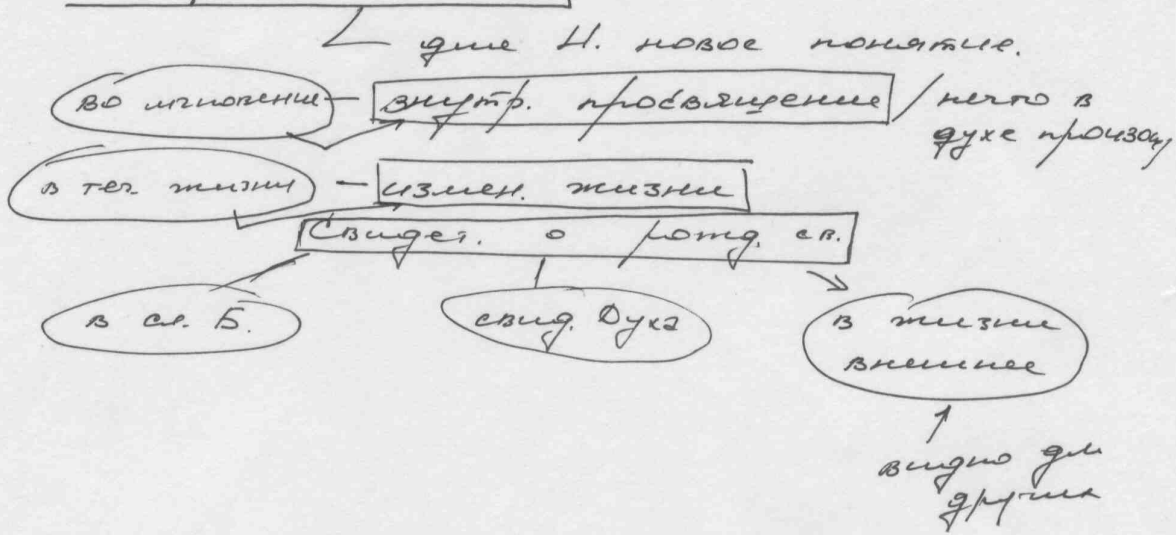 для Н. новое понятие.
во мгновение — внутр. просвящение / нечто в
духе произош
в теч. жизни — измен. жизни
Свидет. о рожд. св.
в сл. Б. свид. Духа в жизни
внешнее
видно для
других